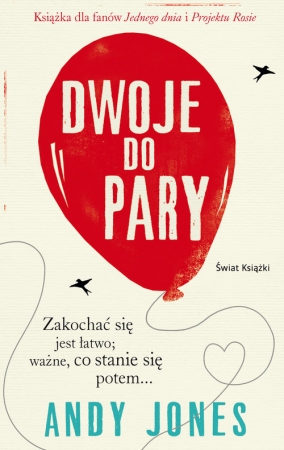 Książka dla fanów Jednego dnia i Projektu Rosie
DWOJE
DO
PARY
Świat Książki
Zakochać się
jest łatwo;
ważne, co stanie się
potem...
ANDY JONES